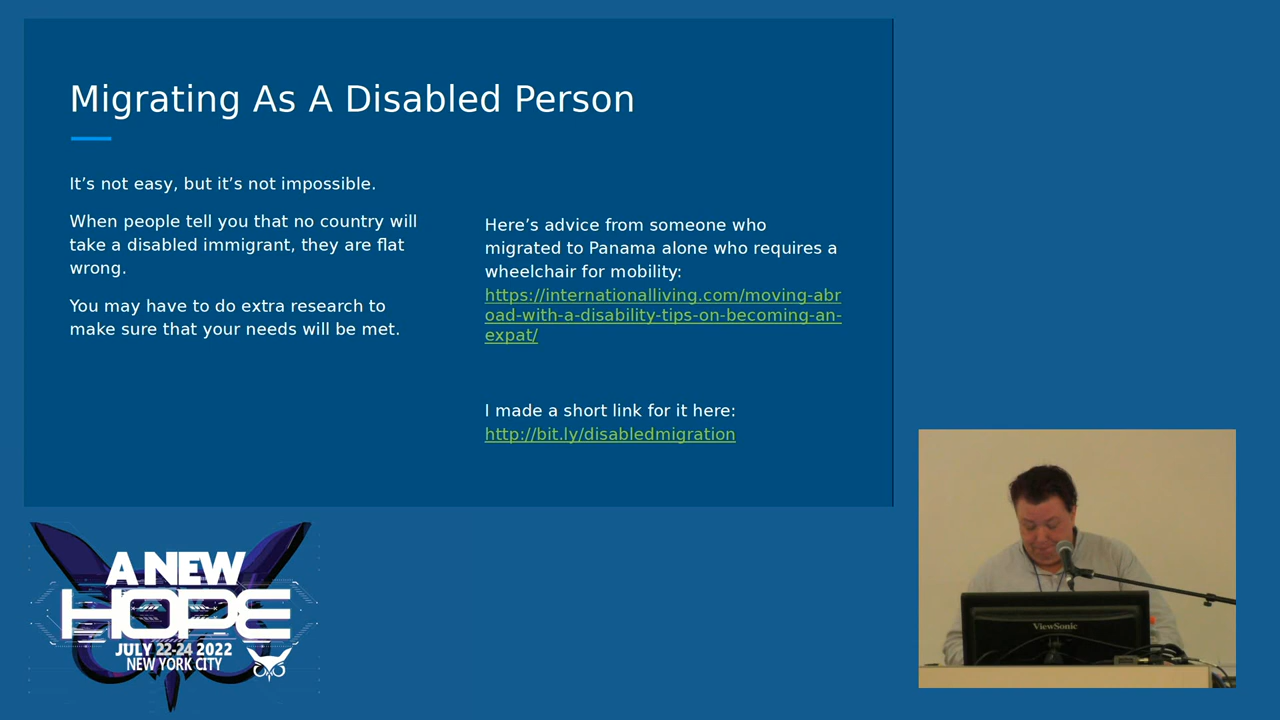 Migrating As A Disabled Person
It’s not easy, but it’s not impossible.
When people tell you that no country will
take a disabled immigrant, they are flat
wrong.
You may have to do extra research to
make sure that your needs will be met.
Here’s advice from someone who
migrated to Panama alone who requires a
wheelchair for mobility:
https://internationalliving.com/moving-abr
oad-with-a-disability-tips-on-becoming-an-
expat/
I made a short link for it here:
http://bit.ly/disabledmigration
A NEW
HOPE
JULY 22-24 2022
NEW YORK CITY
ViewSonic